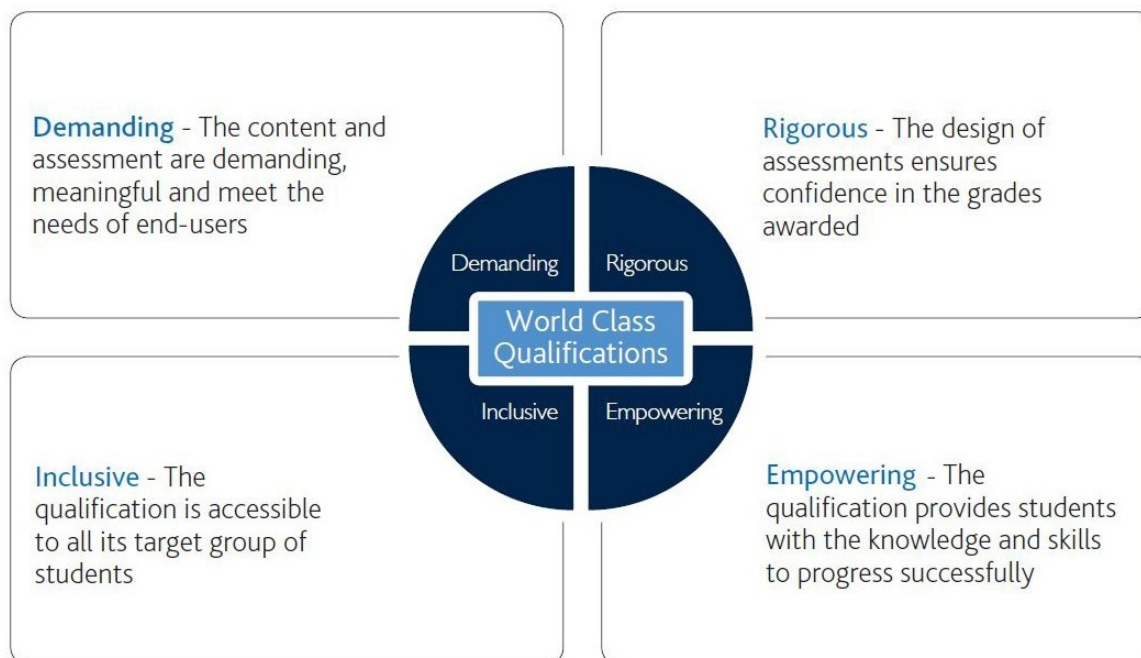 Demanding - The content and
assessment are demanding,
meaningful and meet the
needs of end-users
Rigorous - The design of
assessments ensures
confidence in the grades
awarded
Demanding
Rigorous
World Class
Qualifications
Inclusive
Empowering
Inclusive - The
qualification is accessible
to all its target group of
students
Empowering - The
qualification provides students
with the knowledge and skills
to progress successfully